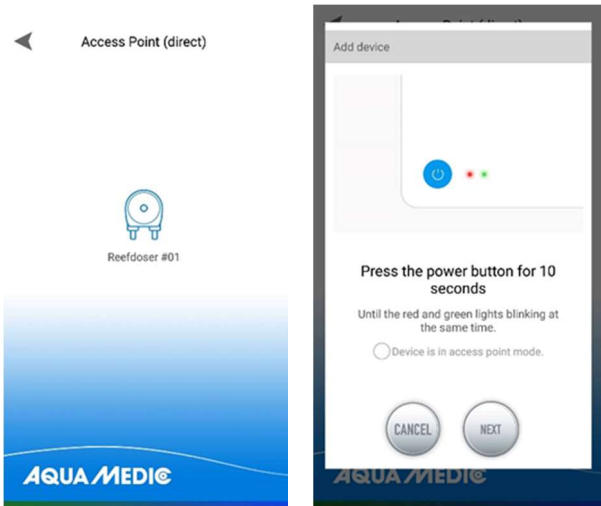 Access Point (direct)
Reefdoser #01
AQUA MEDIC
Add device
Press the power button for 10
seconds
Until the red and green lights blinking at
the same time.
Device is in access point mode.
CANCEL
NEXT
AQUA MEDIC